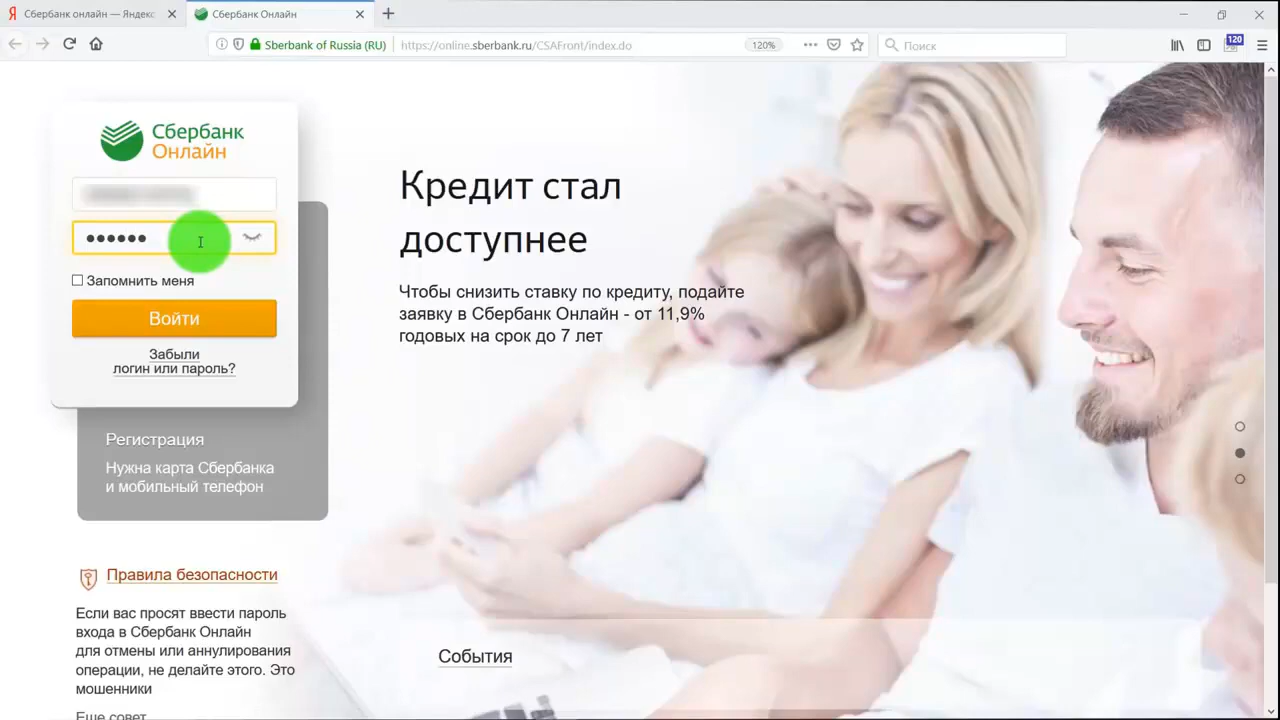 Сбербанк онлайн — Яндекс
Сбербанк Онлайн
Sberbank of Russia (RU)
https://online.sberbank.ru/CSAFront/index.do
120%
Поиск
120
Сбербанк
Онлайн
Запомнить меня
Войти
Забыли
логин или пароль?
Регистрация
Нужна карта Сбербанка
и мобильный телефон
Правила безопасности
Если вас просят ввести пароль
входа в Сбербанк Онлайн
для отмены или аннулирования
операции, не делайте этого. Это
мошенники
Еще совет
Кредит стал
доступнее
Чтобы снизить ставку по кредиту, подайте
заявку в Сбербанк Онлайн - от 11,9%
годовых на срок до 7 лет
События